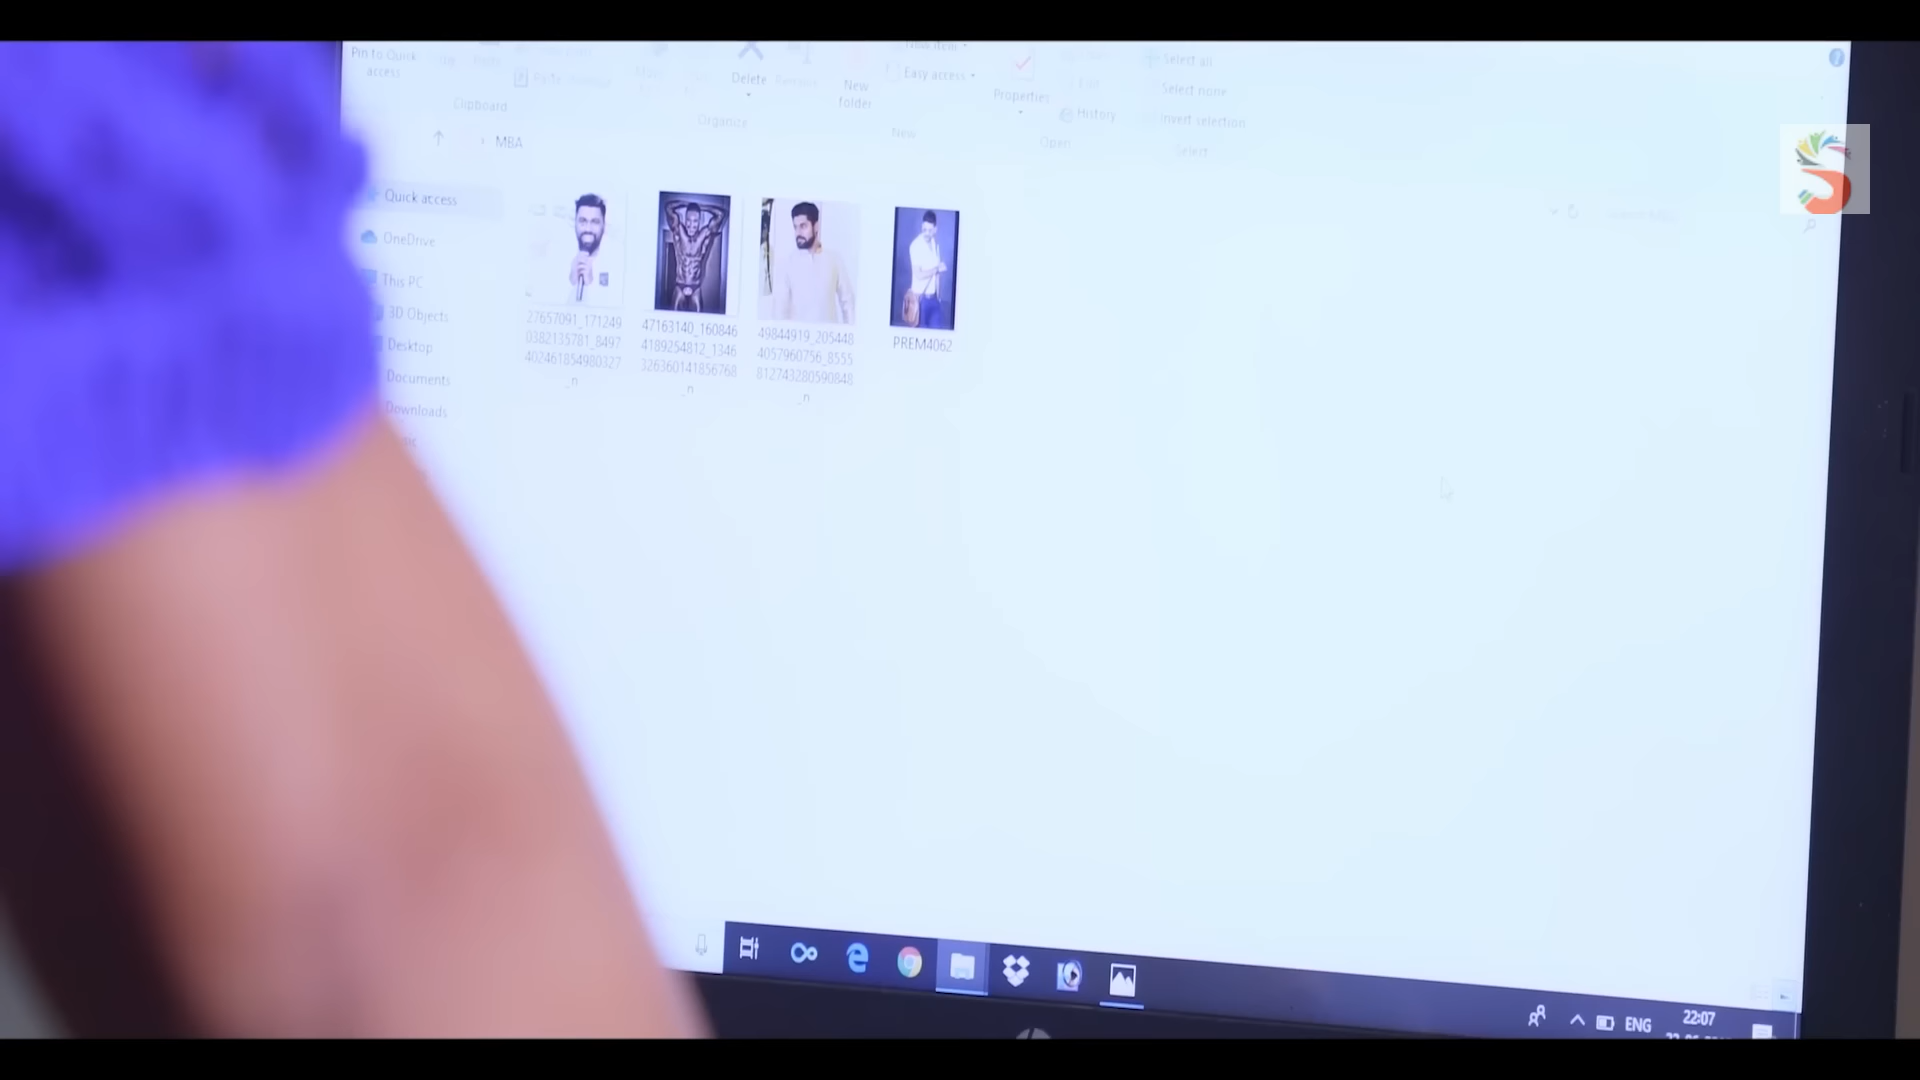 Pin to Quick
access
Clipboard
Delete
Organize
New
folder
New item
Easy access
New
Properties
History
Open
Select all
Select none
Invert selection
Select
MBA
Quick access
OneDrive
This PC
3D Objects
Desktop
Documents
Downloads
27657091_171249
0382135781_8497
402461854980327
_n
47163140_160846
4189254812_1346
326360141856768
_n
49844919_205448
4057960756_8555
812743280590848
_n
PREM4062
ENG
22:07